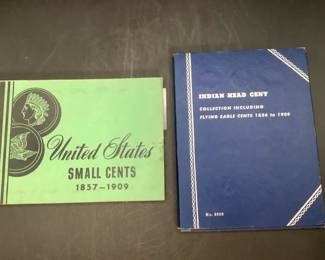 United States
SMALL CENTS
1857-1909
INDIAN HEAD CENT
COLLECTION INCLUDING
FLYING EAGLE CENTS 1856 to 1909